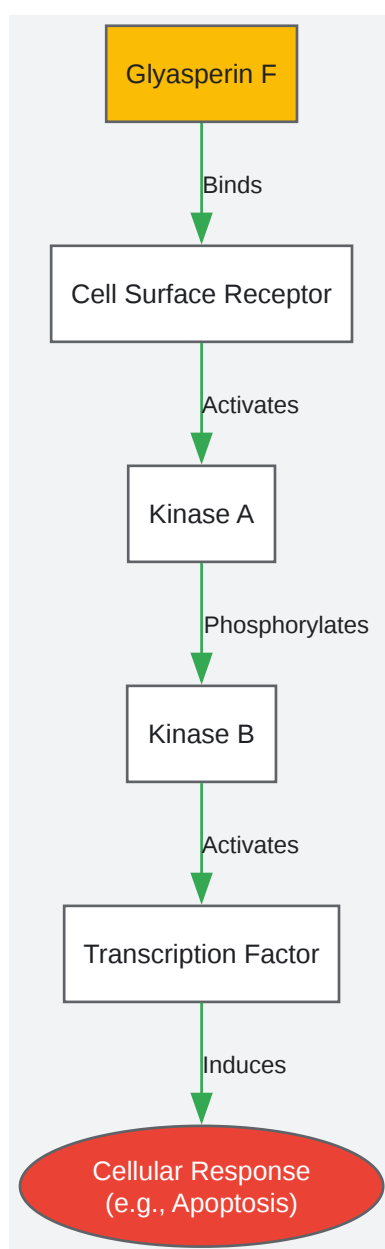 Glyasperin F
Binds
Cell Surface Receptor
Activates
Kinase A
Phosphorylates
Kinase B
Activates
Transcription Factor
Induces
Cellular Response
(e.g., Apoptosis)